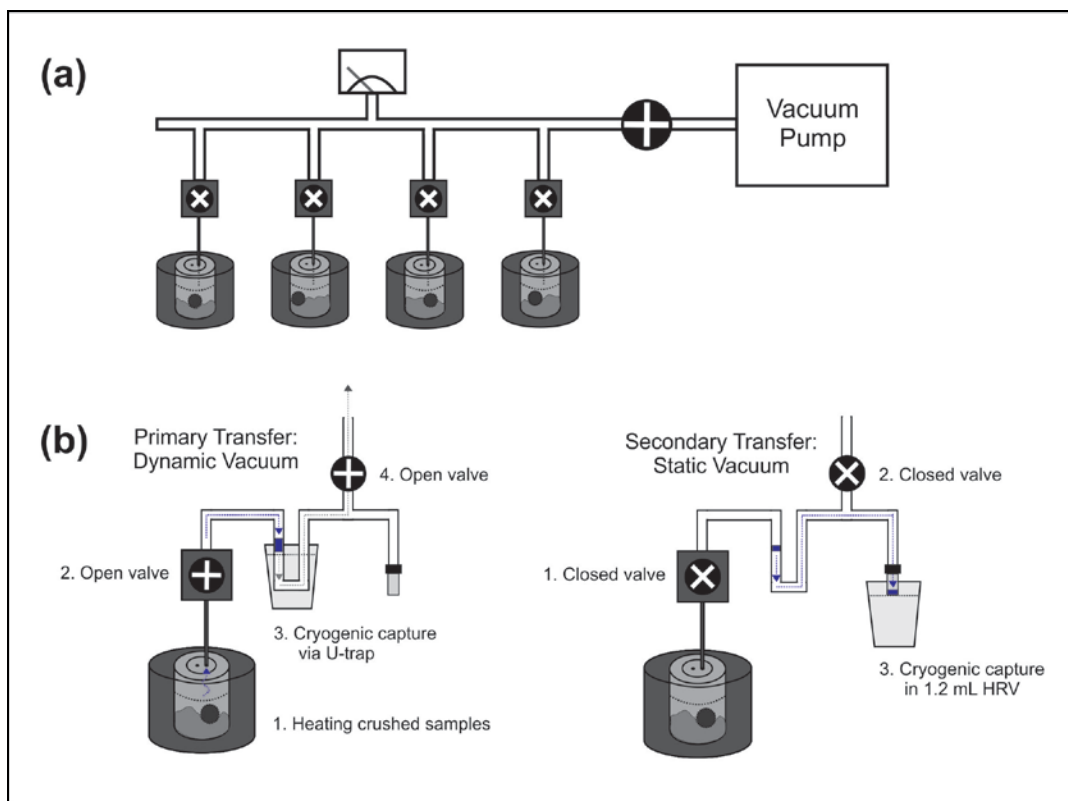 (a)
Vacuum
Pump
(b)
Primary Transfer:
Dynamic Vacuum
4. Open valve
2. Open valve
3. Cryogenic capture
via U-trap
1. Heating crushed samples
Secondary Transfer:
Static Vacuum
2. Closed valve
1. Closed valve
3. Cryogenic capture
in 1.2 mL HRV